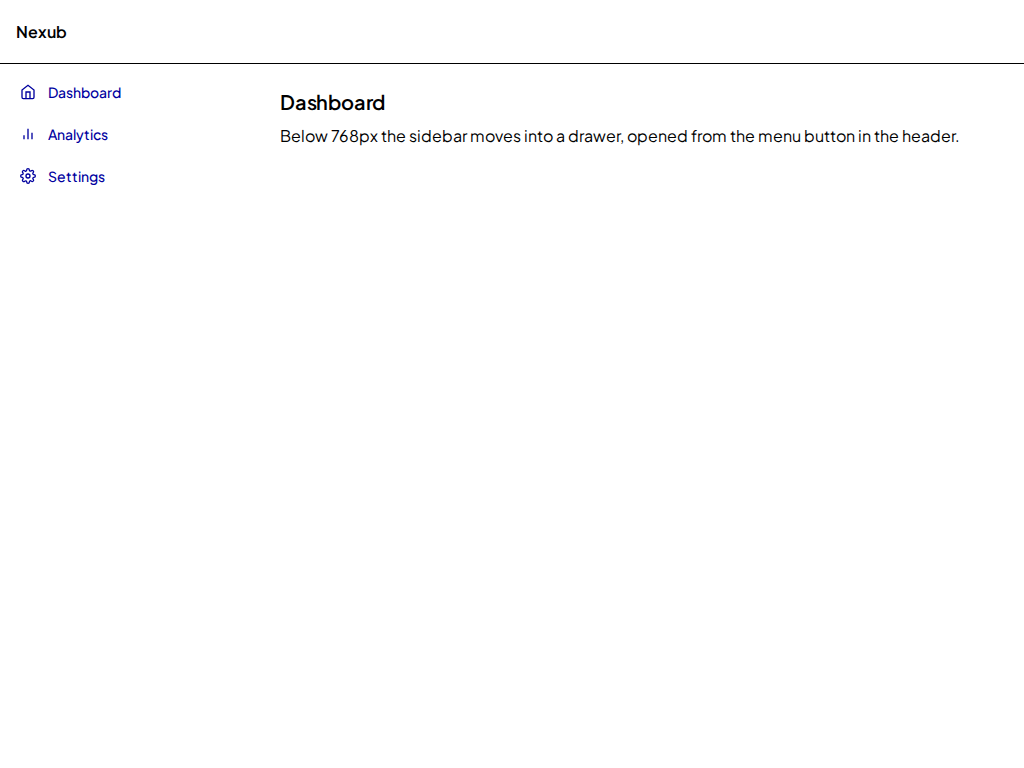 Nexub
Dashboard
Analytics
Settings
Dashboard
Below 768px the sidebar moves into a drawer, opened from the menu button in the header.